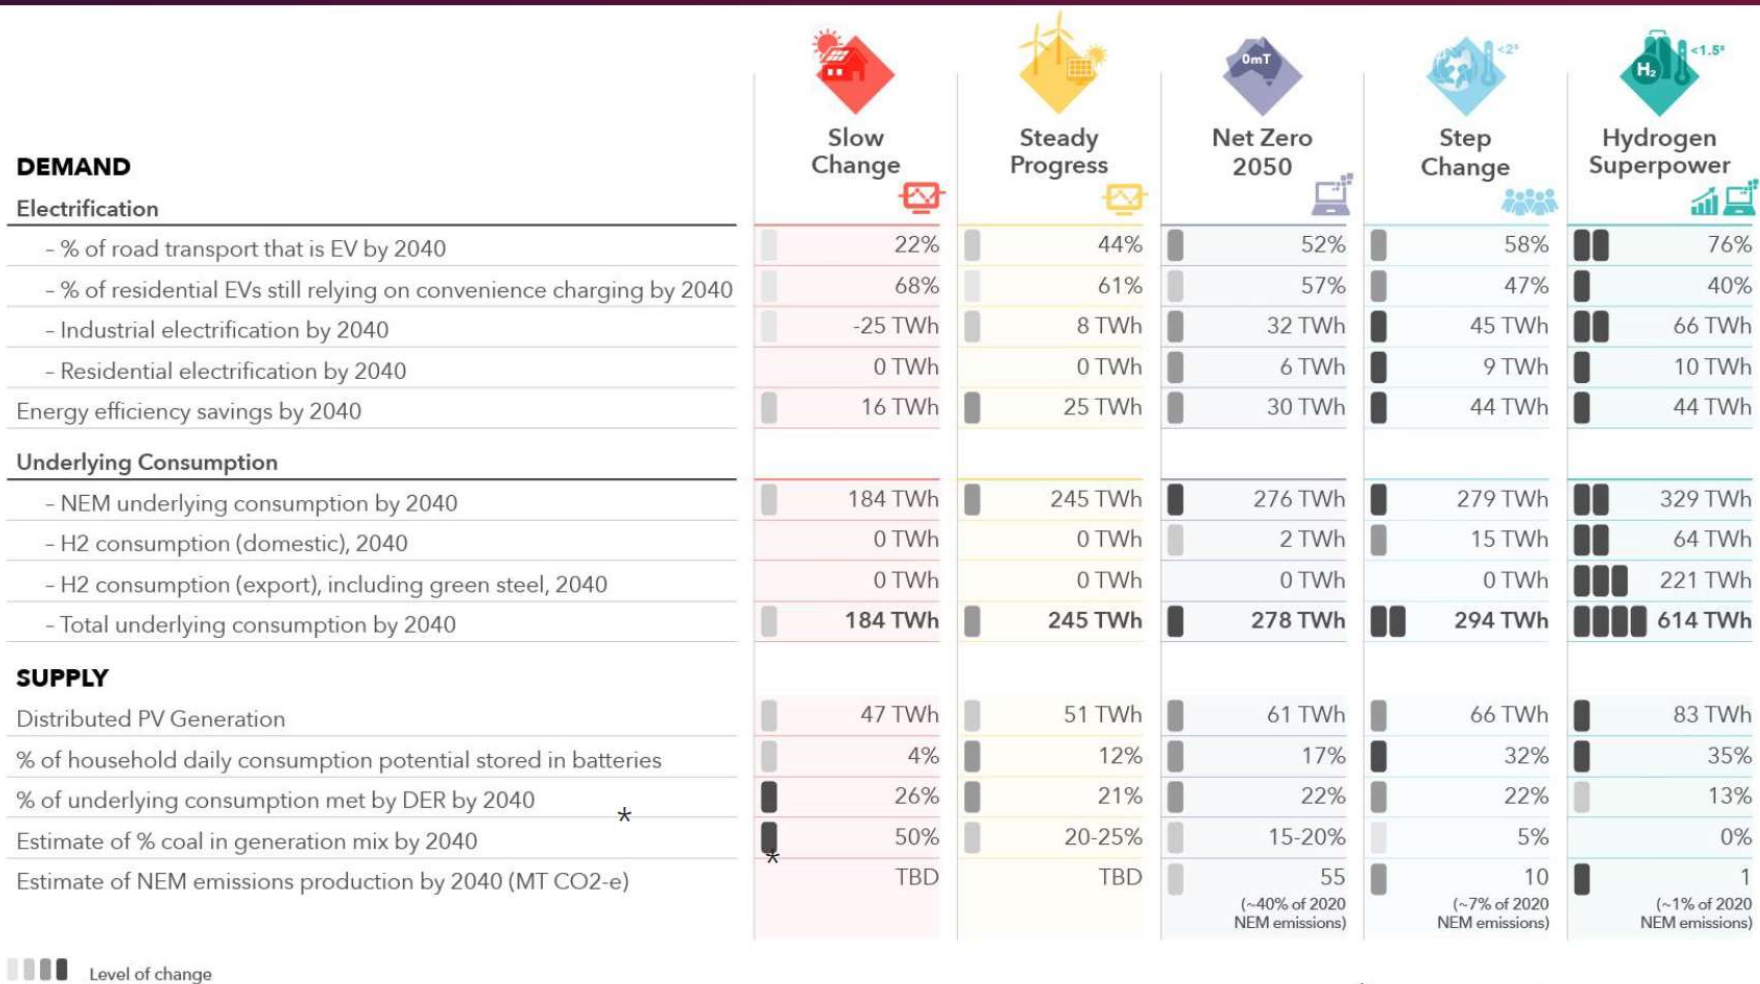 <2°
<1.5°
0mT
H₂
Slow Change
Steady Progress
Net Zero 2050
Step Change
Hydrogen Superpower
DEMAND
Electrification
– % of road transport that is EV by 2040 22% 44% 52% 58% 76%
– % of residential EVs still relying on convenience charging by 2040 68% 61% 57% 47% 40%
– Industrial electrification by 2040 -25 TWh 8 TWh 32 TWh 45 TWh 66 TWh
– Residential electrification by 2040 0 TWh 0 TWh 6 TWh 9 TWh 10 TWh
Energy efficiency savings by 2040 16 TWh 25 TWh 30 TWh 44 TWh 44 TWh
Underlying Consumption
– NEM underlying consumption by 2040 184 TWh 245 TWh 276 TWh 279 TWh 329 TWh
– H2 consumption (domestic), 2040 0 TWh 0 TWh 2 TWh 15 TWh 64 TWh
– H2 consumption (export), including green steel, 2040 0 TWh 0 TWh 0 TWh 0 TWh 221 TWh
– Total underlying consumption by 2040 184 TWh 245 TWh 278 TWh 294 TWh 614 TWh
SUPPLY
Distributed PV Generation 47 TWh 51 TWh 61 TWh 66 TWh 83 TWh
% of household daily consumption potential stored in batteries 4% 12% 17% 32% 35%
% of underlying consumption met by DER by 2040 * 26% 21% 22% 22% 13%
Estimate of % coal in generation mix by 2040 * 50% 20-25% 15-20% 5% 0%
Estimate of NEM emissions production by 2040 (MT CO2-e) TBD TBD 55 10 1
(~40% of 2020 (~7% of 2020 (~1% of 2020
NEM emissions) NEM emissions) NEM emissions)
Level of change